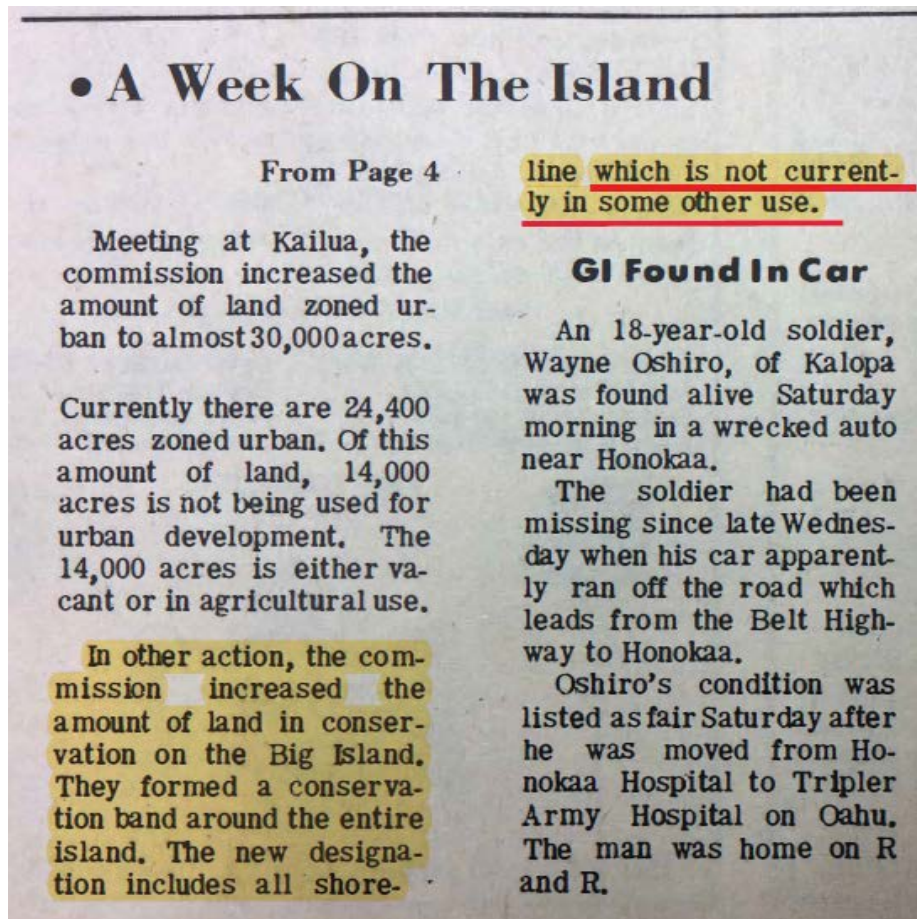 • A Week On The Island
From Page 4
Meeting at Kailua, the
commission increased the
amount of land zoned ur-
ban to almost 30,000 acres.
Currently there are 24,400
acres zoned urban. Of this
amount of land, 14,000
acres is not being used for
urban development. The
14,000 acres is either va-
cant or in agricultural use.
In other action, the com-
mission increased the
amount of land in conser-
vation on the Big Island.
They formed a conserva-
tion band around the entire
island. The new designa-
tion includes all shore-
line which is not current-
ly in some other use.
GI Found In Car
An 18-year-old soldier,
Wayne Oshiro, of Kalopa
was found alive Saturday
morning in a wrecked auto
near Honokaa.
The soldier had been
missing since late Wednes-
day when his car apparent-
ly ran off the road which
leads from the Belt High-
way to Honokaa.
Oshiro's condition was
listed as fair Saturday after
he was moved from Ho-
nokaa Hospital to Tripler
Army Hospital on Oahu.
The man was home on R
and R.